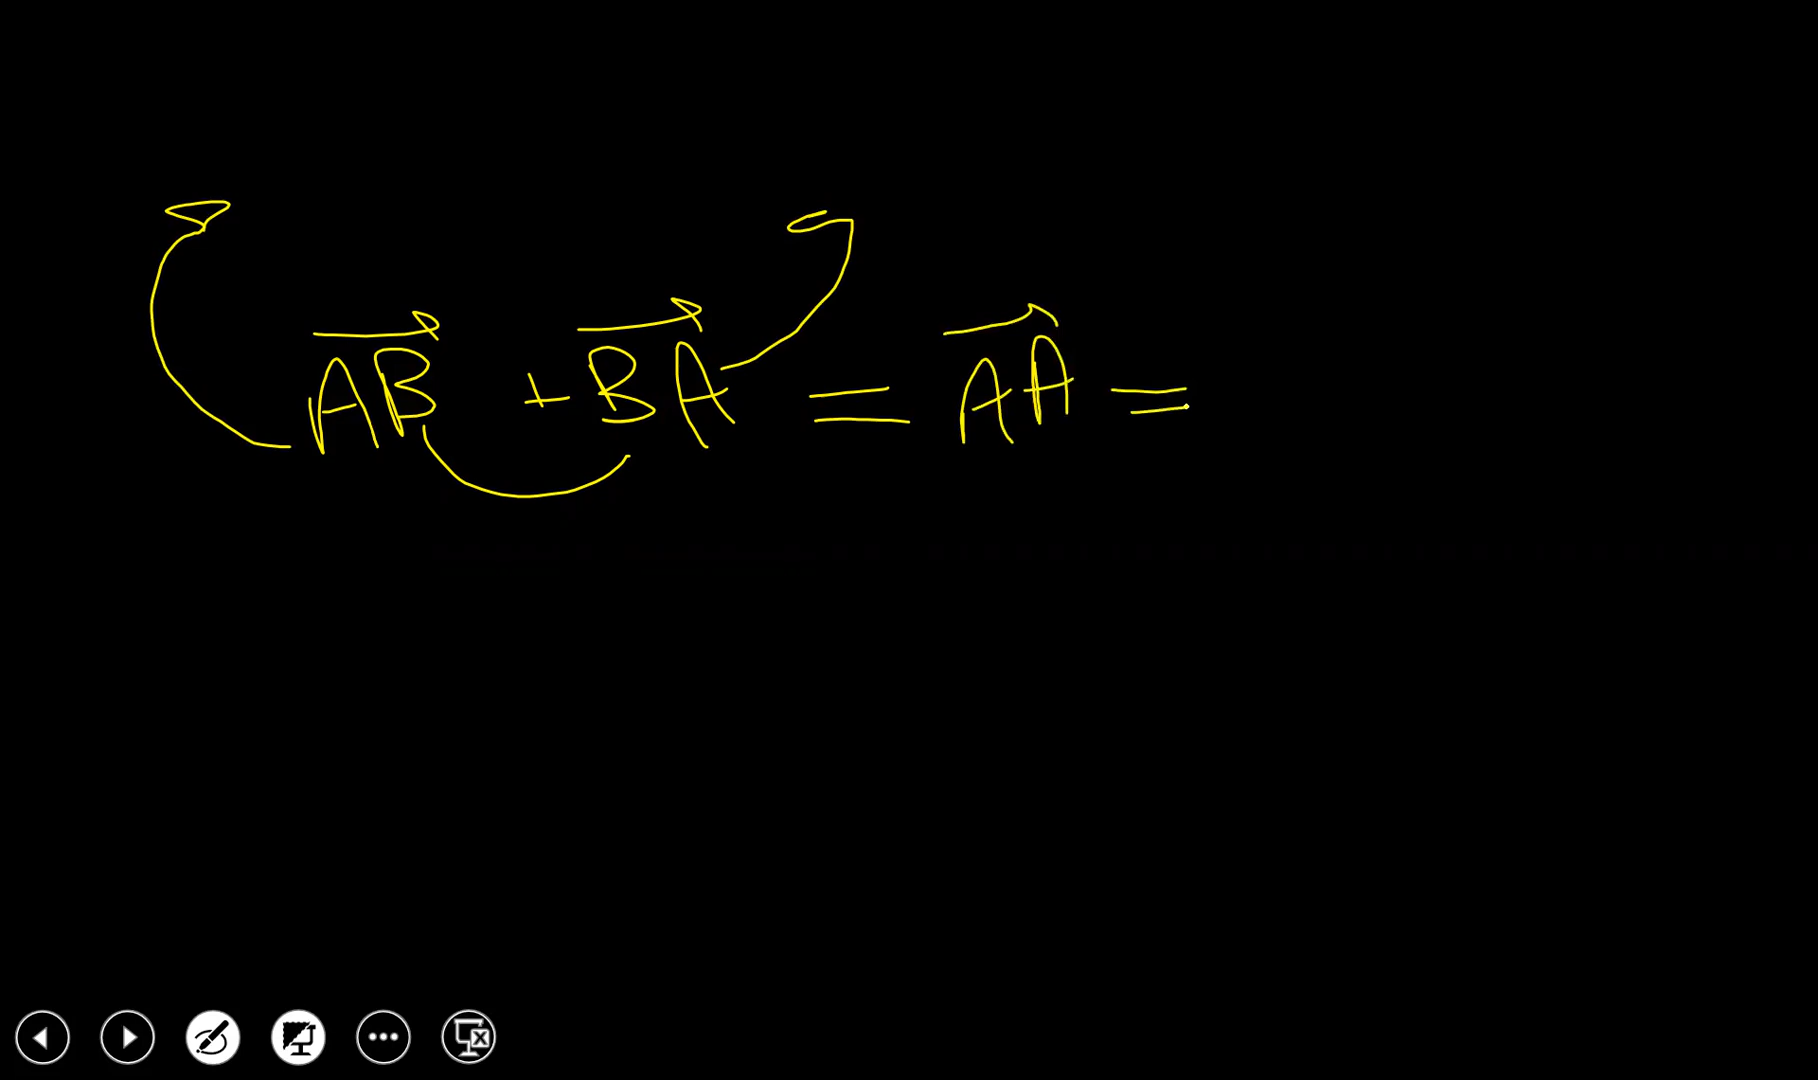 AB + BA = AA =